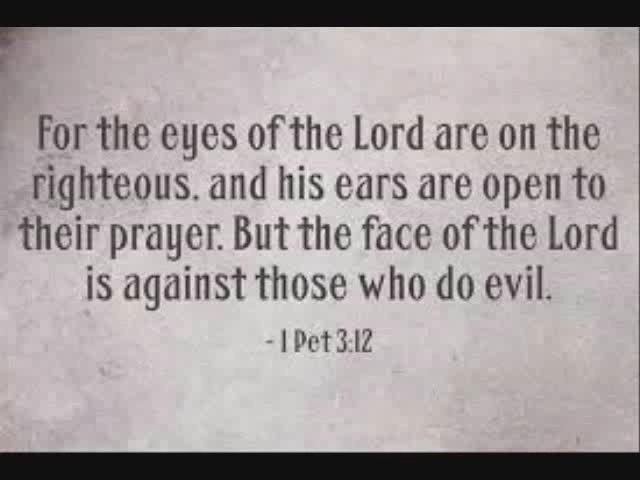 For the eyes of the Lord are on the
righteous. and his ears are open to
their prayer. But the face of the Lord
is against those who do evil.
- 1 Pet 3:12